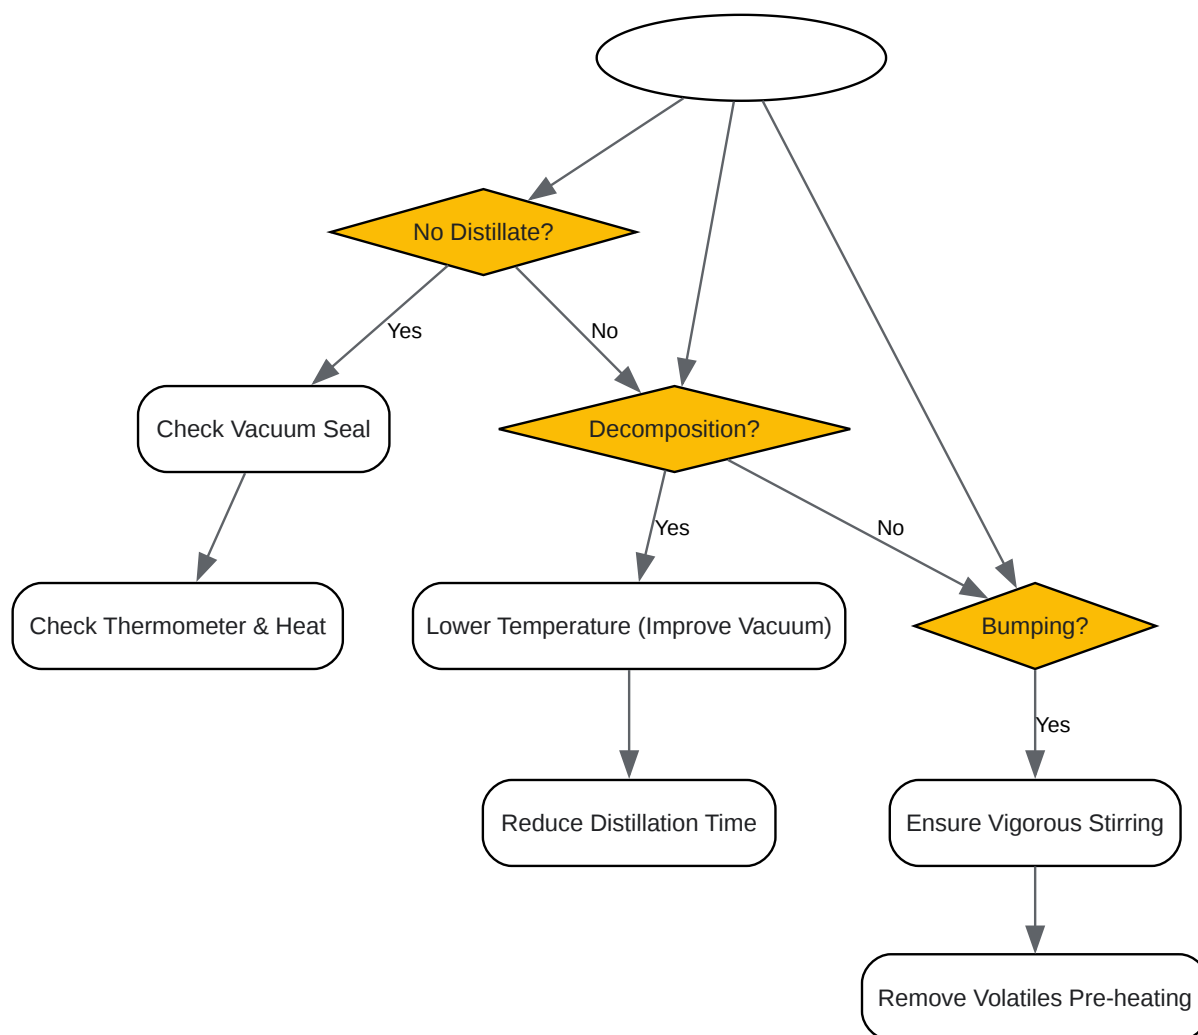 No Distillate?
Yes
No
Check Vacuum Seal
Decomposition?
Yes
No
Check Thermometer & Heat
Lower Temperature (Improve Vacuum)
Bumping?
Yes
Reduce Distillation Time
Ensure Vigorous Stirring
Remove Volatiles Pre-heating